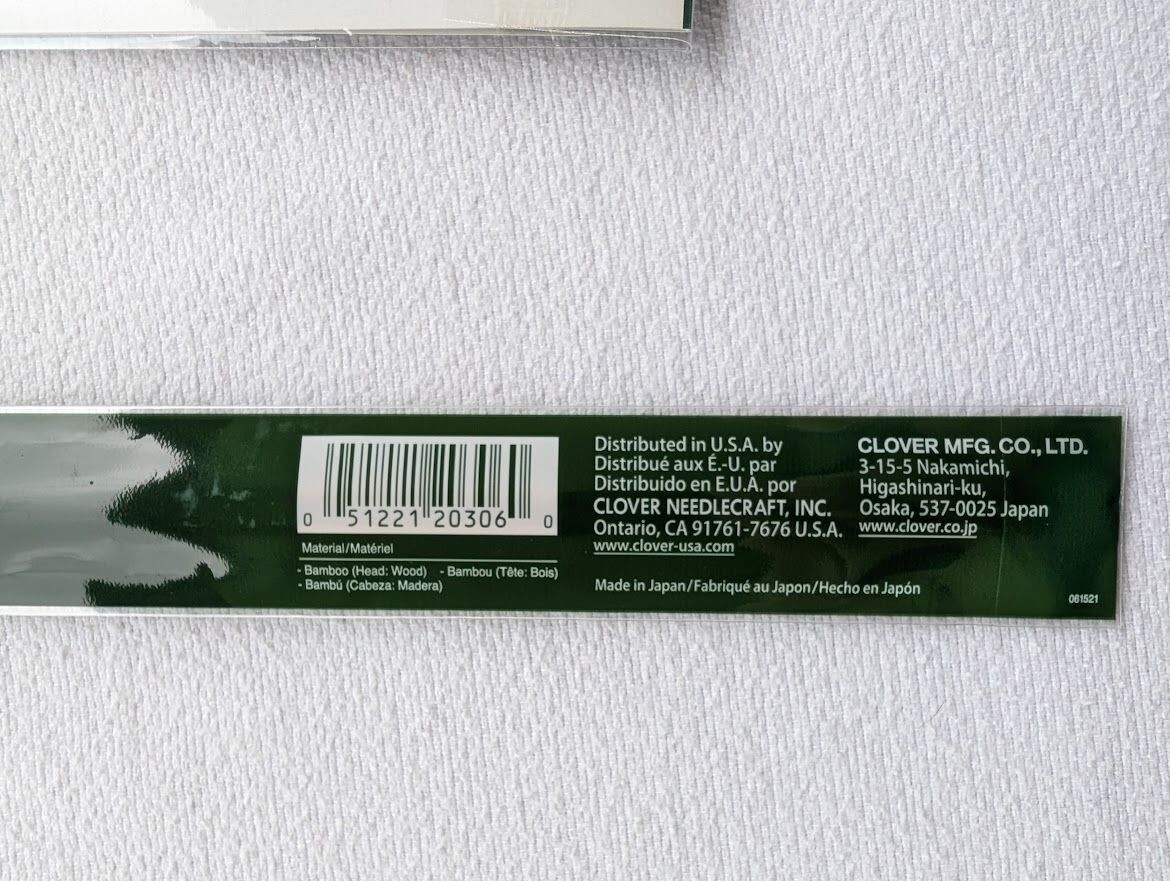 0 51221 20306 0
Material/Matériel
- Bamboo (Head: Wood) - Bambou (Tête: Bois)
- Bambú (Cabeza: Madera)
Distributed in U.S.A. by
Distribué aux É.-U. par
Distribuido en E.U.A. por
CLOVER NEEDLECRAFT, INC.
Ontario, CA 91761-7676 U.S.A.
www.clover-usa.com
Made in Japan/Fabriqué au Japon/Hecho en Japón
CLOVER MFG. CO., LTD.
3-15-5 Nakamichi,
Higashinari-ku,
Osaka, 537-0025 Japan
www.clover.co.jp
061521